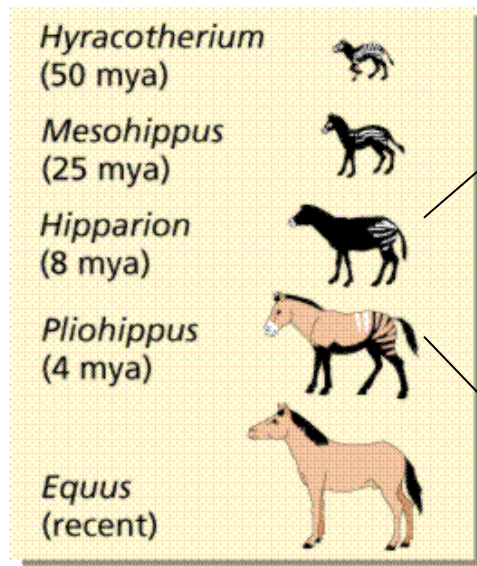 Hyracotherium
(50 mya)
Mesohippus
(25 mya)
Hipparion
(8 mya)
Pliohippus
(4 mya)
Equus
(recent)